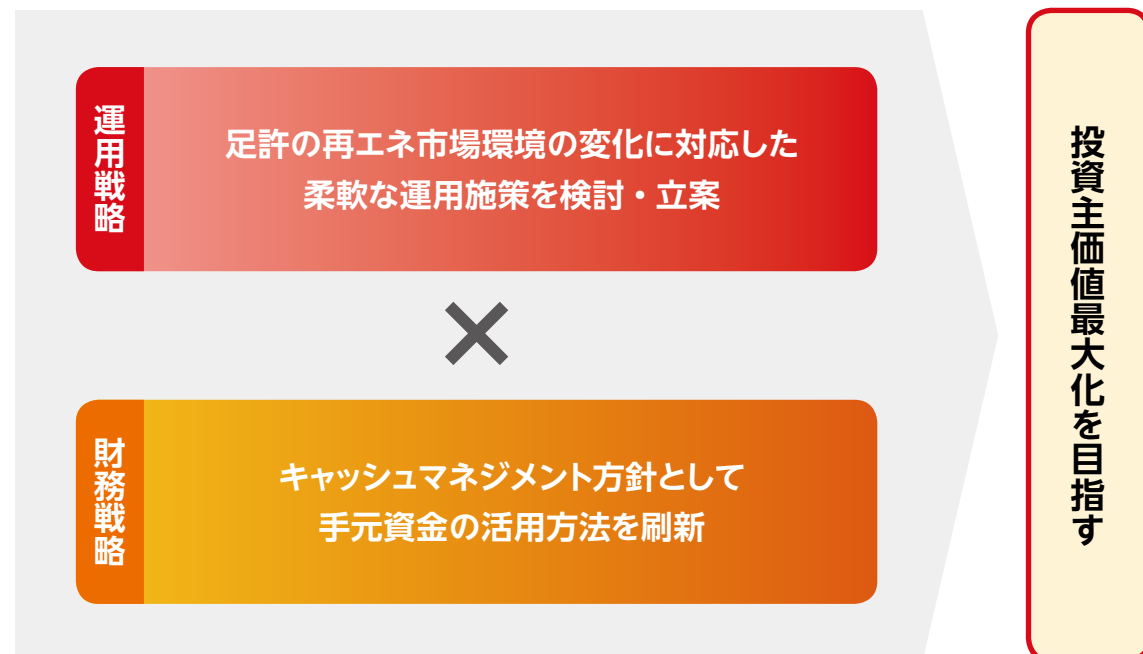 運用戦略
足許の再エネ市場環境の変化に対応した
柔軟な運用施策を検討・立案
×
財務戦略
キャッシュマネジメント方針として
手元資金の活用方法を刷新
投資主価値最大化を目指す